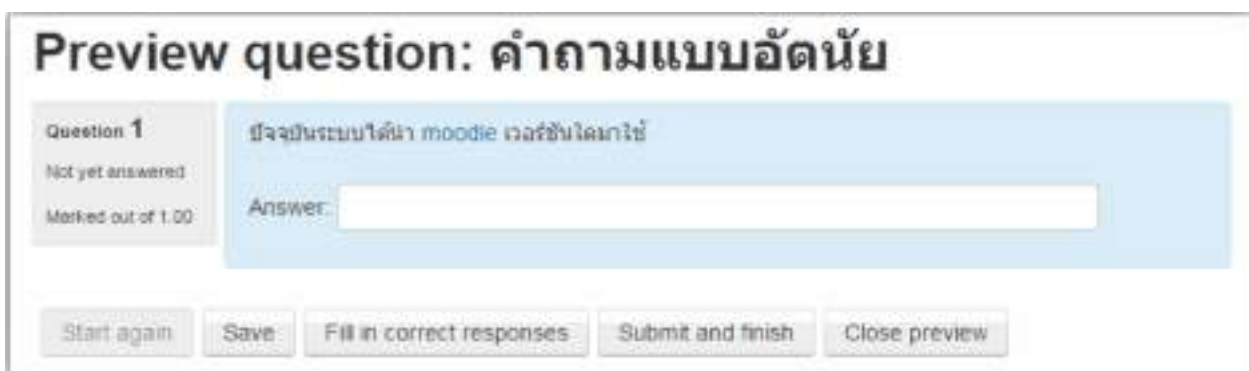 Preview question: คำถามแบบอัตนัย
Question 1
Not yet answered
Marked out of 1.00
ปัจจุบันระบบได้นำ moodle เวอร์ชันใดมาใช้
Answer:
Start again Save Fill in correct responses Submit and finish Close preview